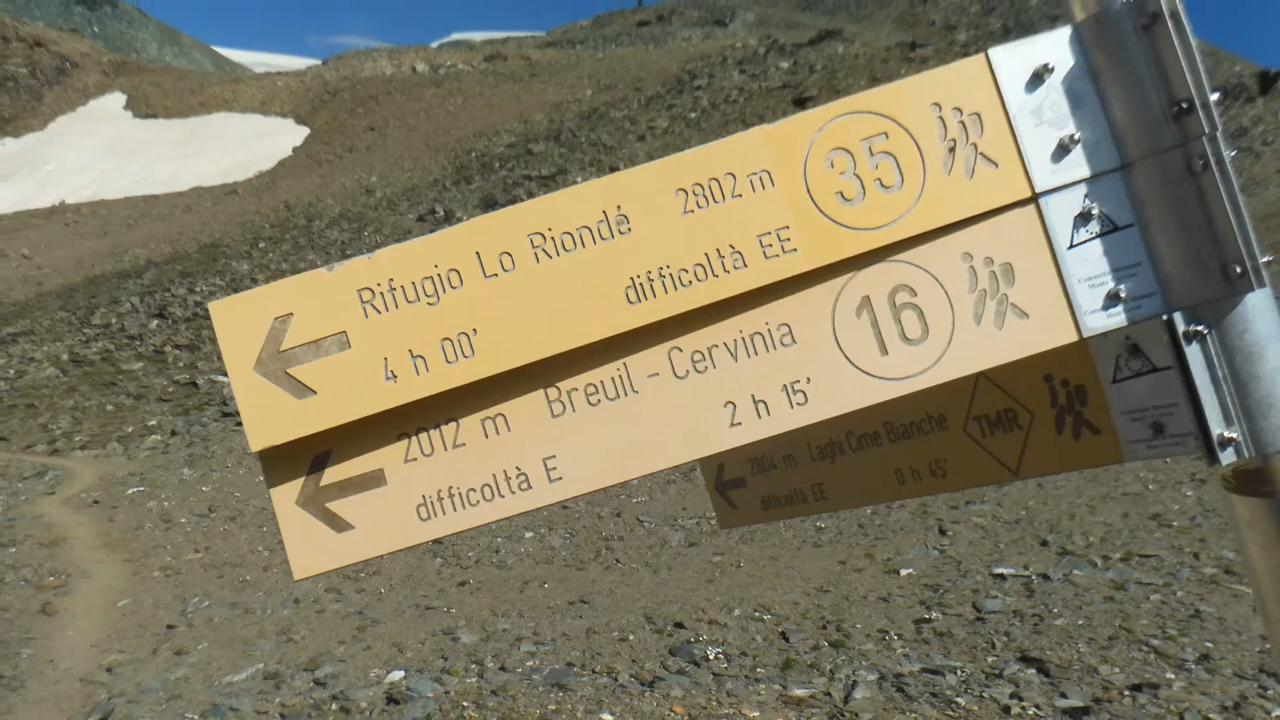 Rifugio Lo Riondé 2802 m 35
4 h 00' difficoltà EE
2012 m Breuil - Cervinia 16
difficoltà E 2 h 15'
2804 m Laghi Cime Bianche TMR
difficoltà EE 0 h 45'